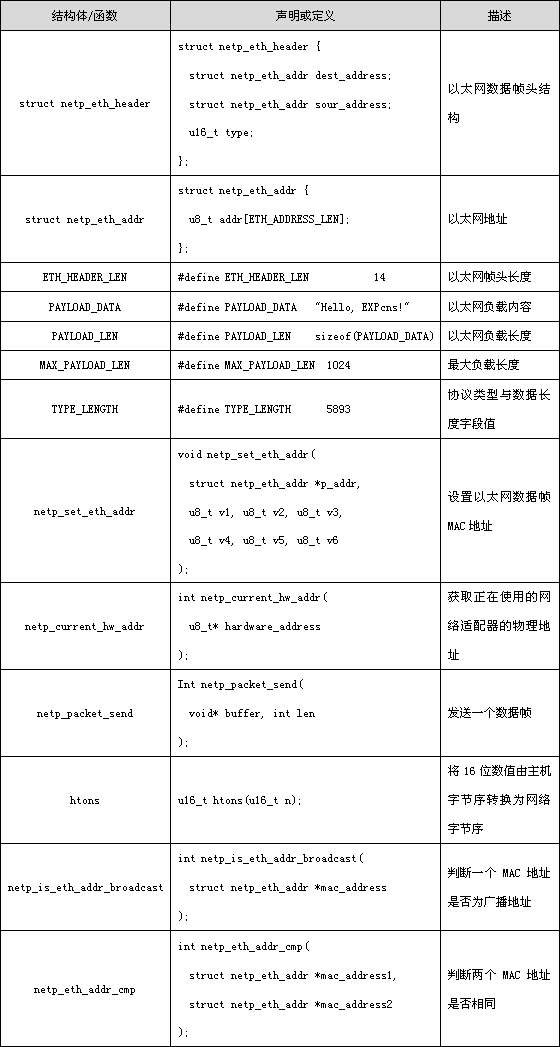 结构体/函数 声明或定义 描述
struct netp_eth_header
struct netp_eth_header {
struct netp_eth_addr dest_address;
struct netp_eth_addr sour_address;
u16_t type;
};
以太网数据帧头结
构
struct netp_eth_addr
struct netp_eth_addr {
u8_t addr[ETH_ADDRESS_LEN];
};
以太网地址
ETH_HEADER_LEN #define ETH_HEADER_LEN 14 以太网帧头长度
PAYLOAD_DATA #define PAYLOAD_DATA "Hello, EXPcns!" 以太网负载内容
PAYLOAD_LEN #define PAYLOAD_LEN sizeof(PAYLOAD_DATA) 以太网负载长度
MAX_PAYLOAD_LEN #define MAX_PAYLOAD_LEN 1024 最大负载长度
TYPE_LENGTH #define TYPE_LENGTH 5893
协议类型与数据长
度字段值
netp_set_eth_addr
void netp_set_eth_addr(
struct netp_eth_addr *p_addr,
u8_t v1, u8_t v2, u8_t v3,
u8_t v4, u8_t v5, u8_t v6
);
设置以太网数据帧
MAC 地址
netp_current_hw_addr
int netp_current_hw_addr(
u8_t* hardware_address
);
获取正在使用的网
络适配器的物理地
址
netp_packet_send
Int netp_packet_send(
void* buffer, int len
);
发送一个数据帧
htons
u16_t htons(u16_t n);
将 16 位数值由主机
字节序转换为网络
字节序
netp_is_eth_addr_broadcast
int netp_is_eth_addr_broadcast(
struct netp_eth_addr *mac_address
);
判断一个 MAC 地址
是否为广播地址
netp_eth_addr_cmp
int netp_eth_addr_cmp(
struct netp_eth_addr *mac_address1,
struct netp_eth_addr *mac_address2
);
判断两个 MAC 地址
是否相同